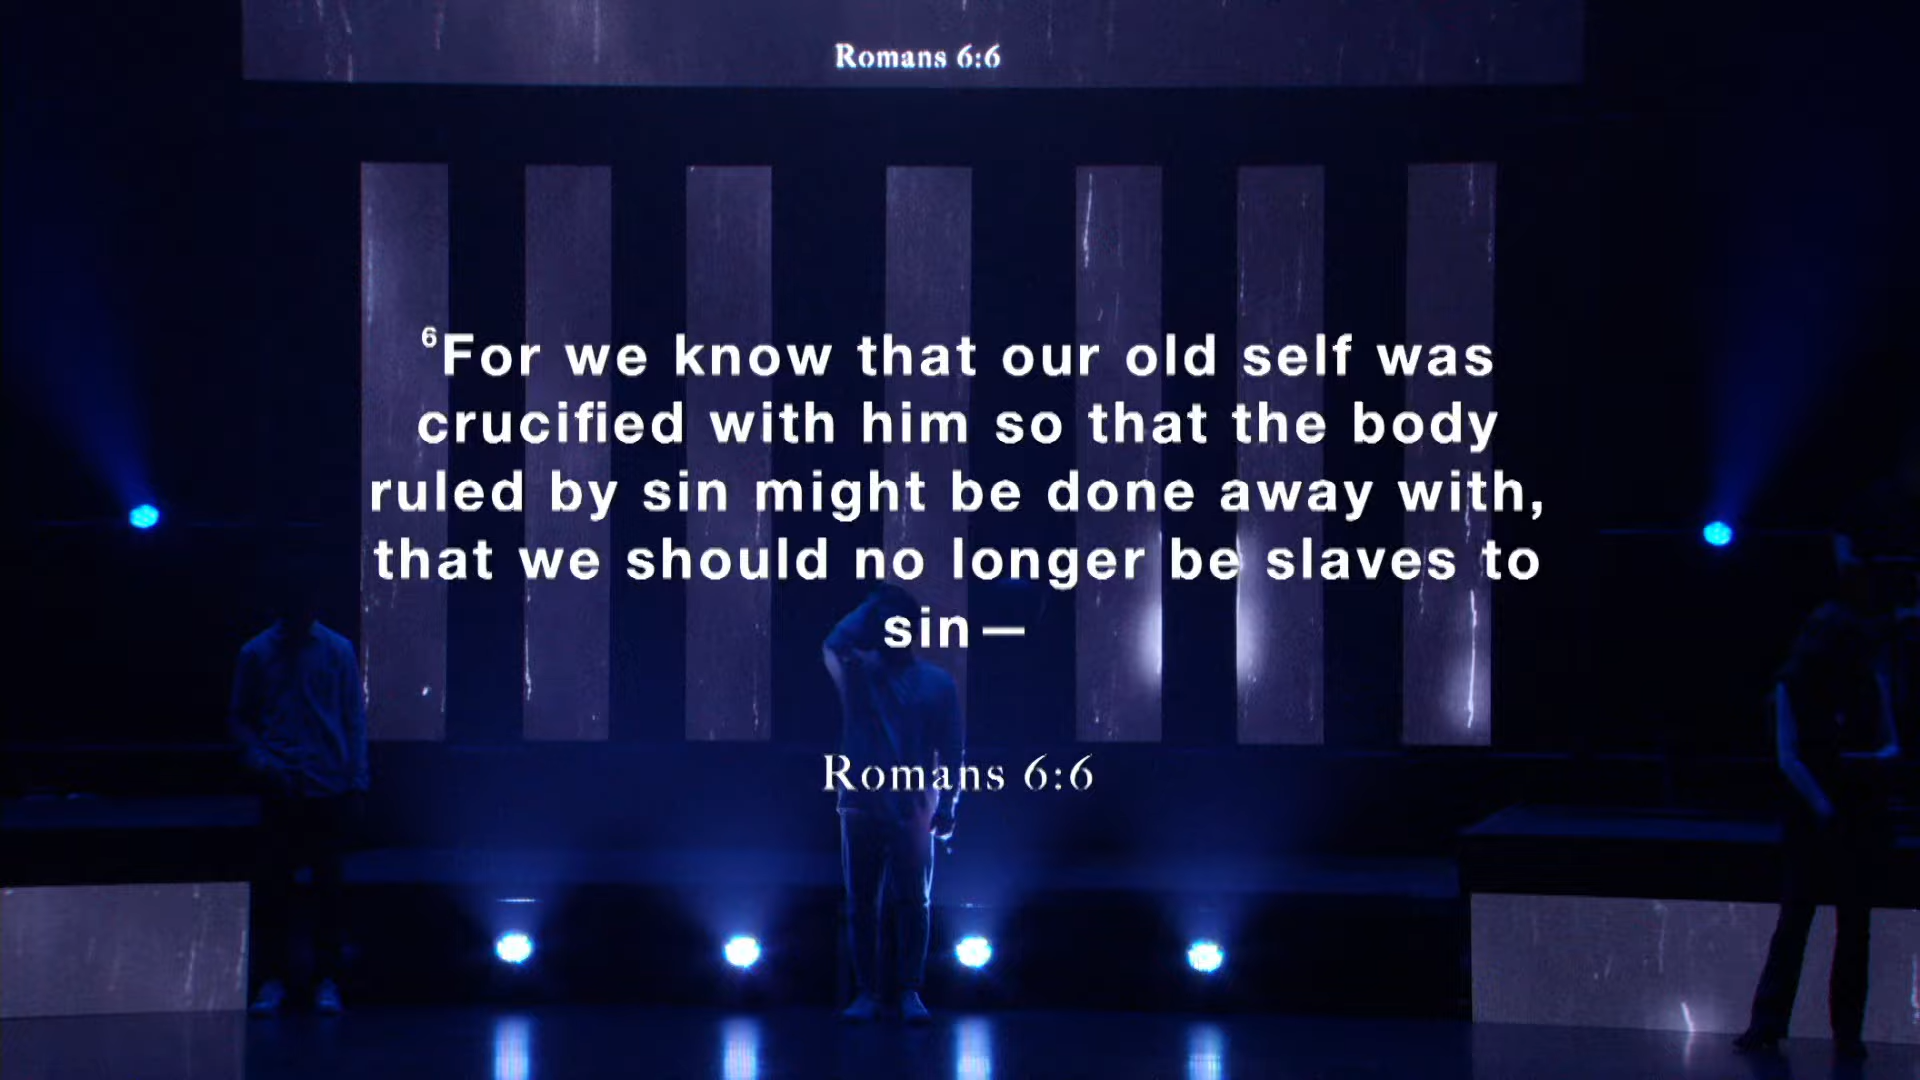 Romans 6:6
⁶For we know that our old self was
crucified with him so that the body
ruled by sin might be done away with,
that we should no longer be slaves to
sin—
Romans 6:6